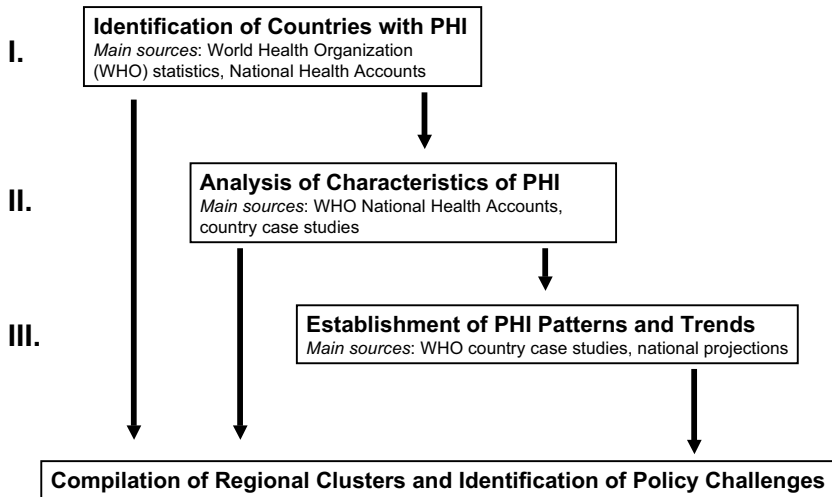 I.
Identification of Countries with PHI
Main sources: World Health Organization
(WHO) statistics, National Health Accounts
II.
Analysis of Characteristics of PHI
Main sources: WHO National Health Accounts,
country case studies
III.
Establishment of PHI Patterns and Trends
Main sources: WHO country case studies, national projections
Compilation of Regional Clusters and Identification of Policy Challenges